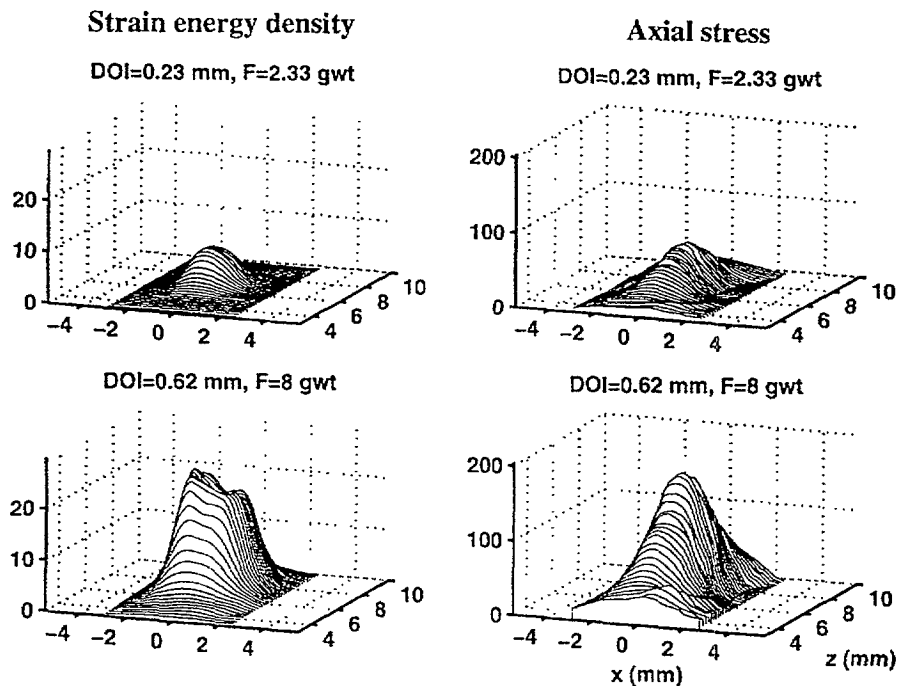 Strain energy density
Axial stress
DOI=0.23 mm, F=2.33 gwt
DOI=0.23 mm, F=2.33 gwt
20
10
0
−4 −2 0 2 4
4 6 8 10
200
100
0
−4 −2 0 2 4
4 6 8 10
DOI=0.62 mm, F=8 gwt
DOI=0.62 mm, F=8 gwt
20
10
0
−4 −2 0 2 4
4 6 8 10
200
100
0
−4 −2 0 2 4
4 6 8 10
x (mm)
z (mm)